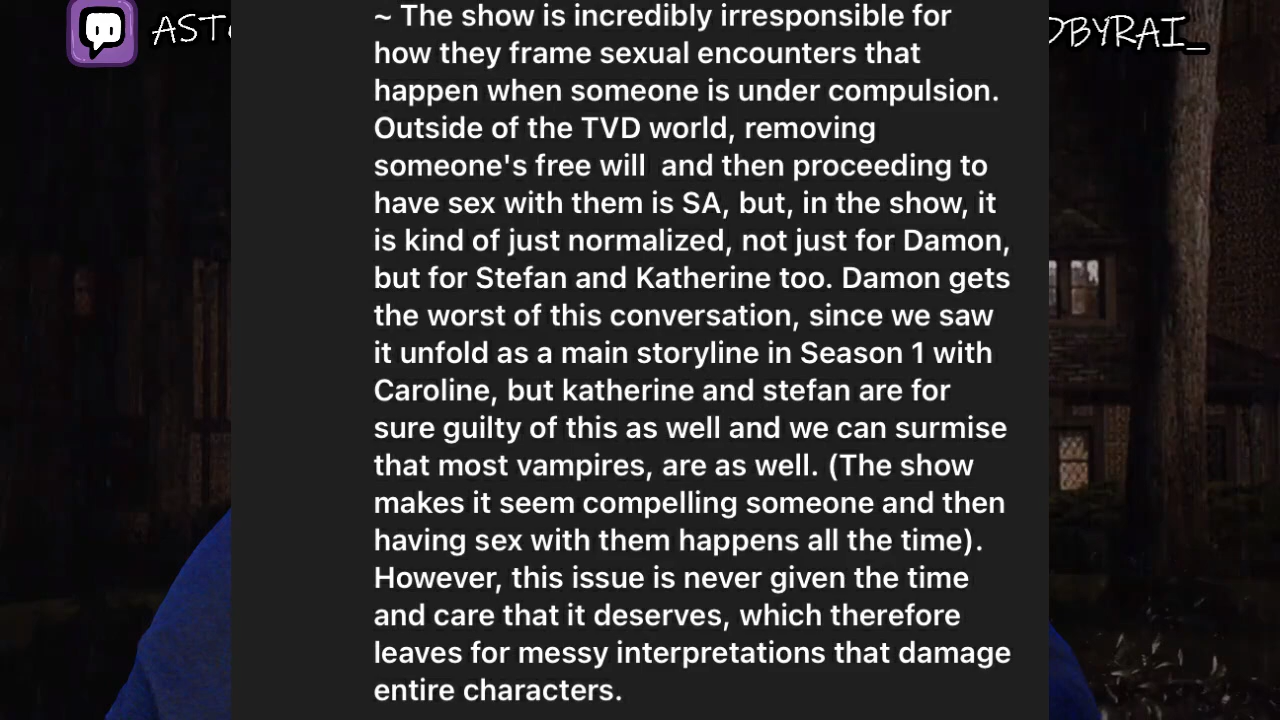 ~ The show is incredibly irresponsible for
how they frame sexual encounters that
happen when someone is under compulsion.
Outside of the TVD world, removing
someone's free will  and then proceeding to
have sex with them is SA, but, in the show, it
is kind of just normalized, not just for Damon,
but for Stefan and Katherine too. Damon gets
the worst of this conversation, since we saw
it unfold as a main storyline in Season 1 with
Caroline, but katherine and stefan are for
sure guilty of this as well and we can surmise
that most vampires, are as well. (The show
makes it seem compelling someone and then
having sex with them happens all the time).
However, this issue is never given the time
and care that it deserves, which therefore
leaves for messy interpretations that damage
entire characters.